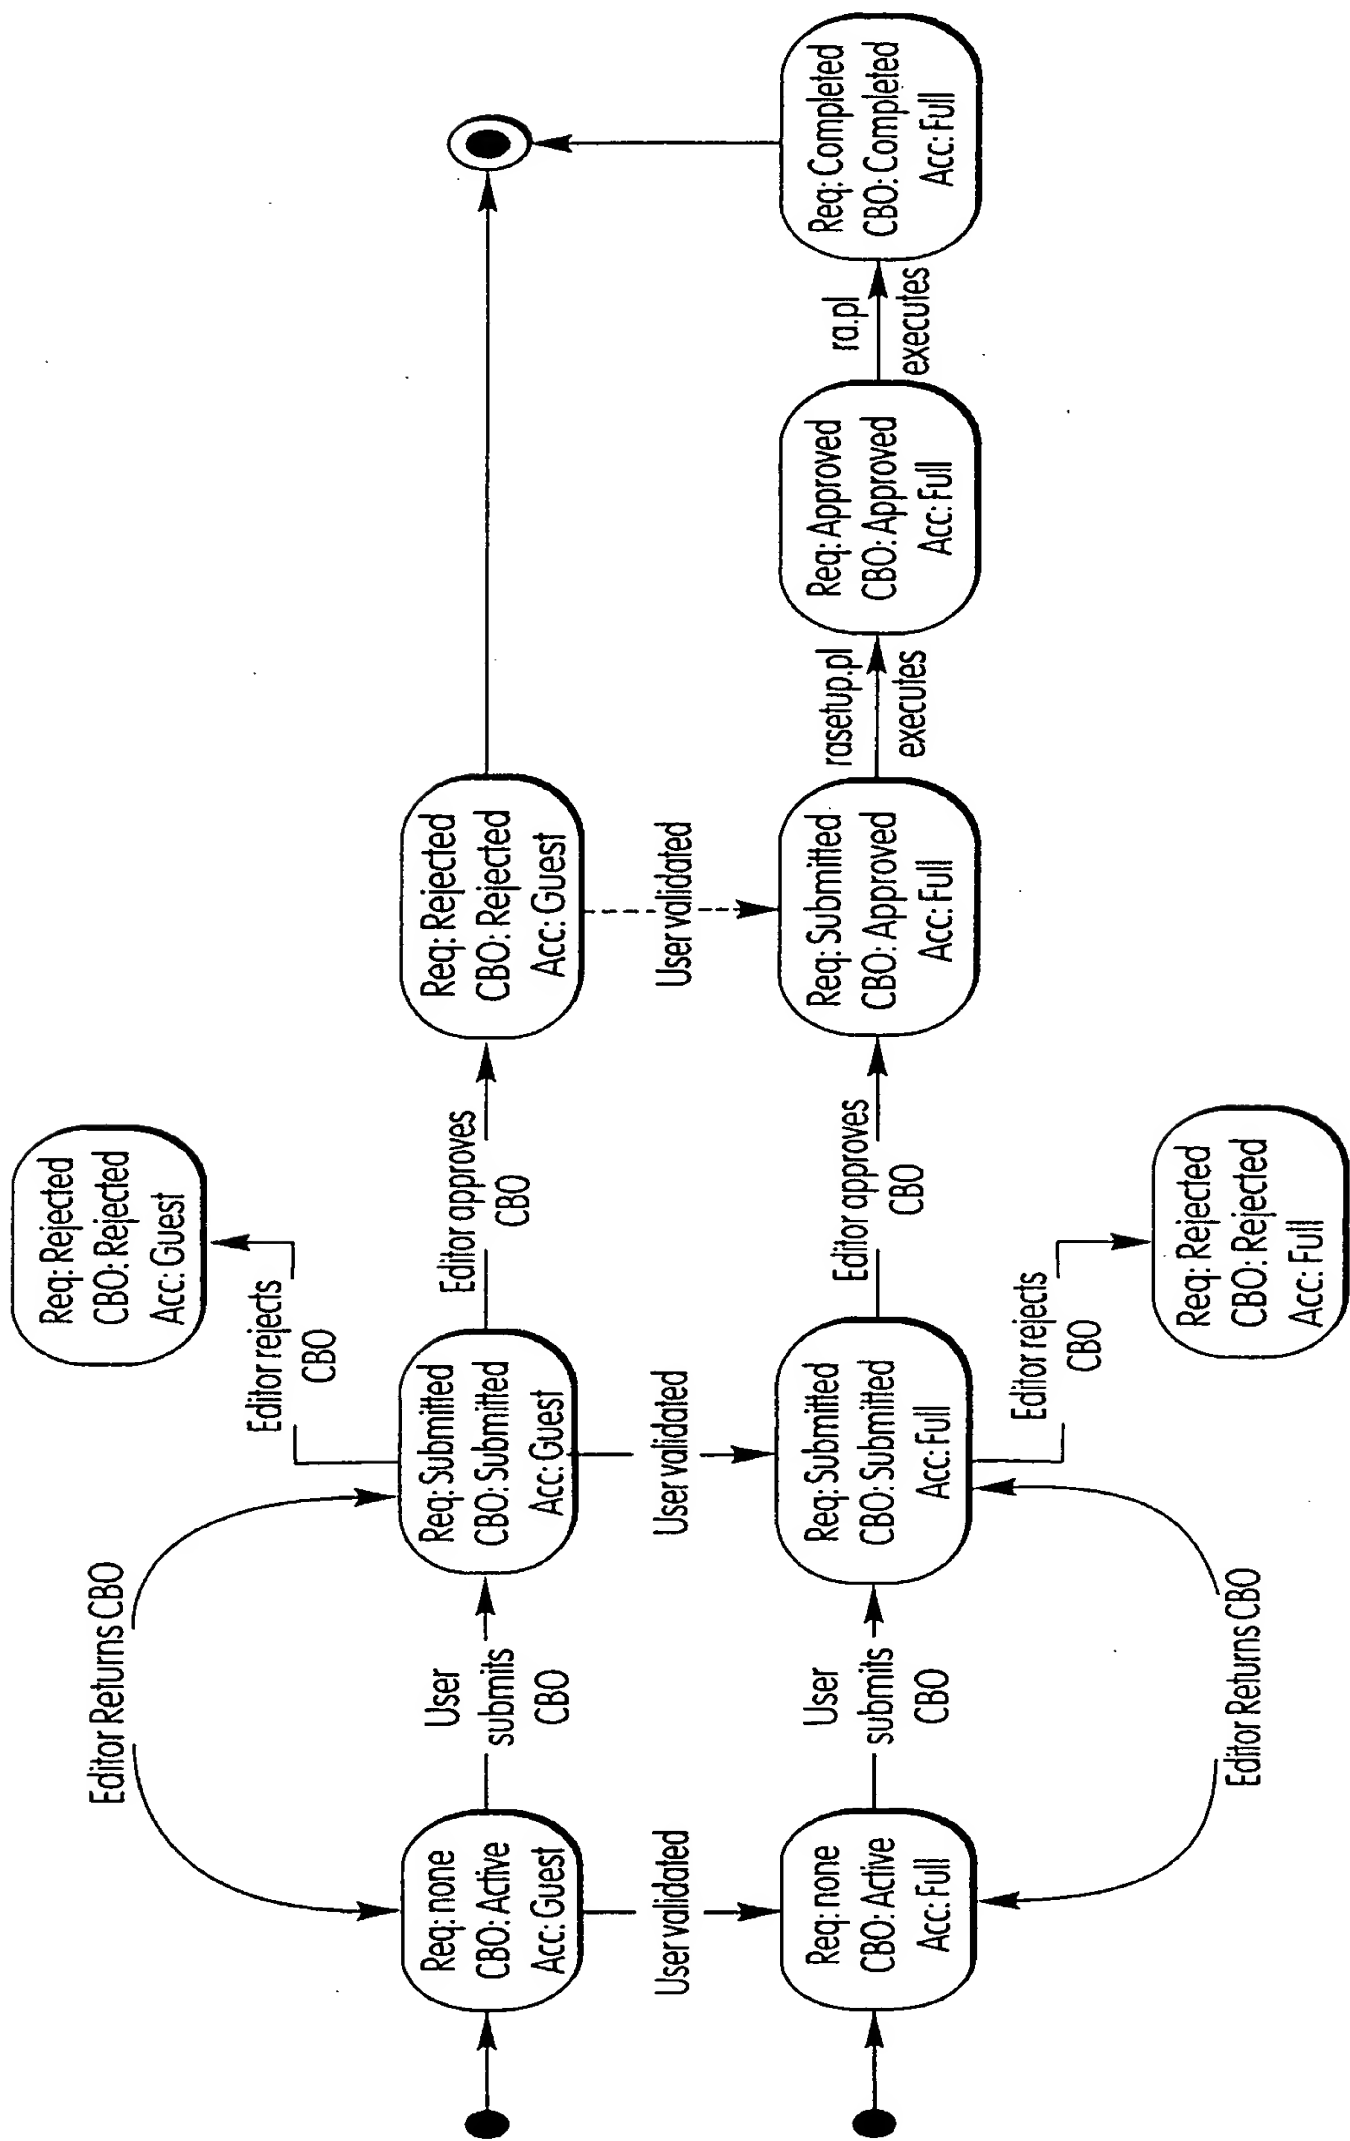 Editor Returns CBO
Editor rejects
CBO
Req: Rejected
CBO: Rejected
Acc: Guest
Req: none
CBO: Active
Acc: Guest
User
submits
CBO
Req: Submitted
CBO: Submitted
Acc: Guest
Editor approves
CBO
Req: Rejected
CBO: Rejected
Acc: Guest
User validated
User validated
User validated
Req: none
CBO: Active
Acc: Full
User
submits
CBO
Req: Submitted
CBO: Submitted
Acc: Full
Editor approves
CBO
Req: Submitted
CBO: Approved
Acc: Full
rasetup.pl
executes
Req: Approved
CBO: Approved
Acc: Full
ra.pl
executes
Req: Completed
CBO: Completed
Acc: Full
Editor Returns CBO
Editor rejects
CBO
Req: Rejected
CBO: Rejected
Acc: Full